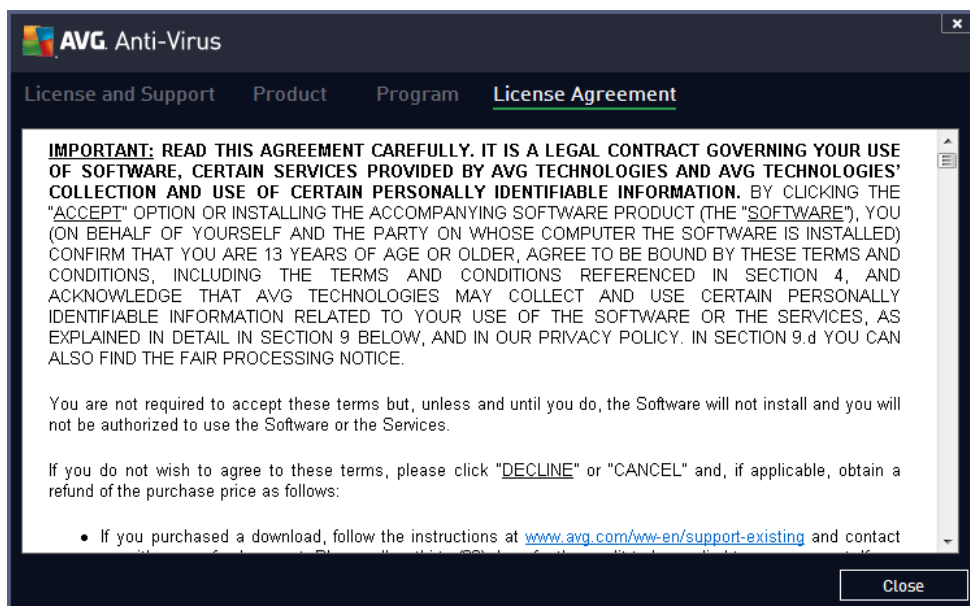 AVG. Anti-Virus
License and Support Product Program License Agreement
IMPORTANT: READ THIS AGREEMENT CAREFULLY. IT IS A LEGAL CONTRACT GOVERNING YOUR USE
OF SOFTWARE, CERTAIN SERVICES PROVIDED BY AVG TECHNOLOGIES AND AVG TECHNOLOGIES'
COLLECTION AND USE OF CERTAIN PERSONALLY IDENTIFIABLE INFORMATION. BY CLICKING THE
"ACCEPT" OPTION OR INSTALLING THE ACCOMPANYING SOFTWARE PRODUCT (THE "SOFTWARE"), YOU
(ON BEHALF OF YOURSELF AND THE PARTY ON WHOSE COMPUTER THE SOFTWARE IS INSTALLED)
CONFIRM THAT YOU ARE 13 YEARS OF AGE OR OLDER, AGREE TO BE BOUND BY THESE TERMS AND
CONDITIONS, INCLUDING THE TERMS AND CONDITIONS REFERENCED IN SECTION 4, AND
ACKNOWLEDGE THAT AVG TECHNOLOGIES MAY COLLECT AND USE CERTAIN PERSONALLY
IDENTIFIABLE INFORMATION RELATED TO YOUR USE OF THE SOFTWARE OR THE SERVICES, AS
EXPLAINED IN DETAIL IN SECTION 9 BELOW, AND IN OUR PRIVACY POLICY. IN SECTION 9.d YOU CAN
ALSO FIND THE FAIR PROCESSING NOTICE.
You are not required to accept these terms but, unless and until you do, the Software will not install and you will
not be authorized to use the Software or the Services.
If you do not wish to agree to these terms, please click "DECLINE" or "CANCEL" and, if applicable, obtain a
refund of the purchase price as follows:
• If you purchased a download, follow the instructions at www.avg.com/ww-en/support-existing and contact
Close